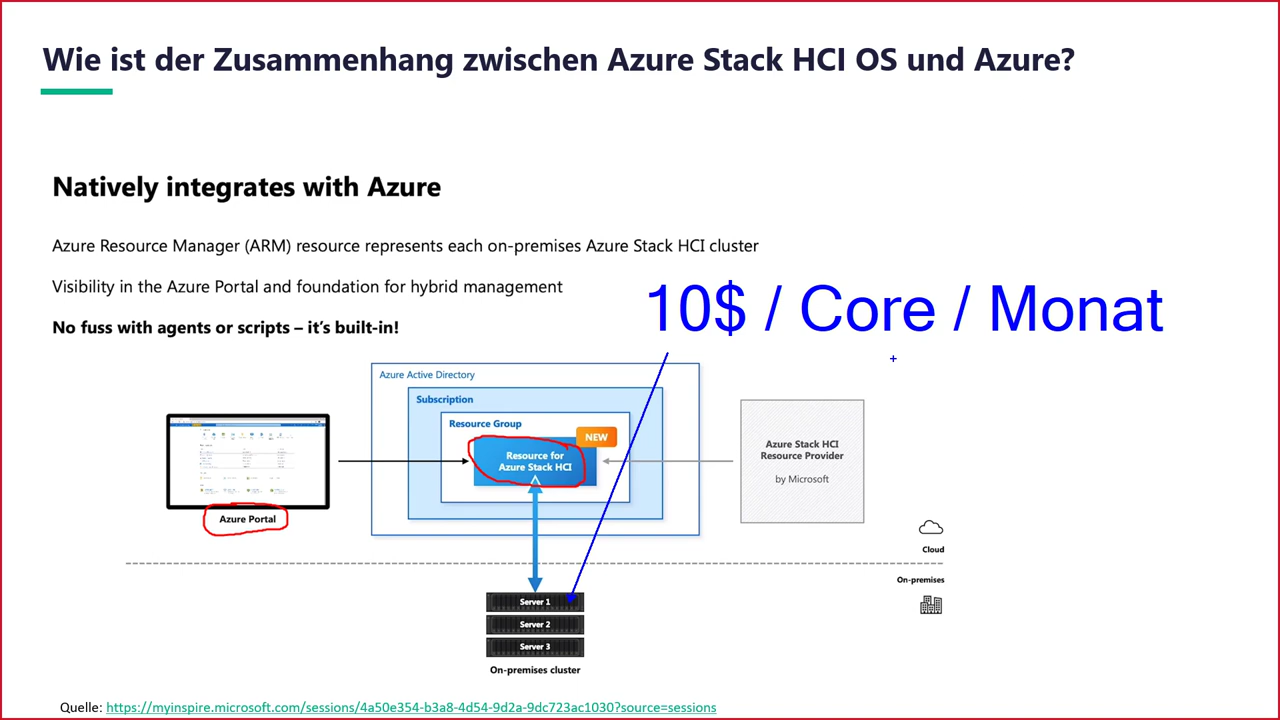 Wie ist der Zusammenhang zwischen Azure Stack HCI OS und Azure?
Natively integrates with Azure
Azure Resource Manager (ARM) resource represents each on-premises Azure Stack HCI cluster
Visibility in the Azure Portal and foundation for hybrid management
No fuss with agents or scripts – it's built-in!
10$ / Core / Monat
Azure Active Directory
Subscription
Resource Group
NEW
Resource for
Azure Stack HCI
Azure Portal
Azure Stack HCI
Resource Provider
by Microsoft
Cloud
On-premises
Server 1
Server 2
Server 3
On-premises cluster
Quelle: https://myinspire.microsoft.com/sessions/4a50e354-b3a8-4d54-9d2a-9dc723ac1030?source=sessions